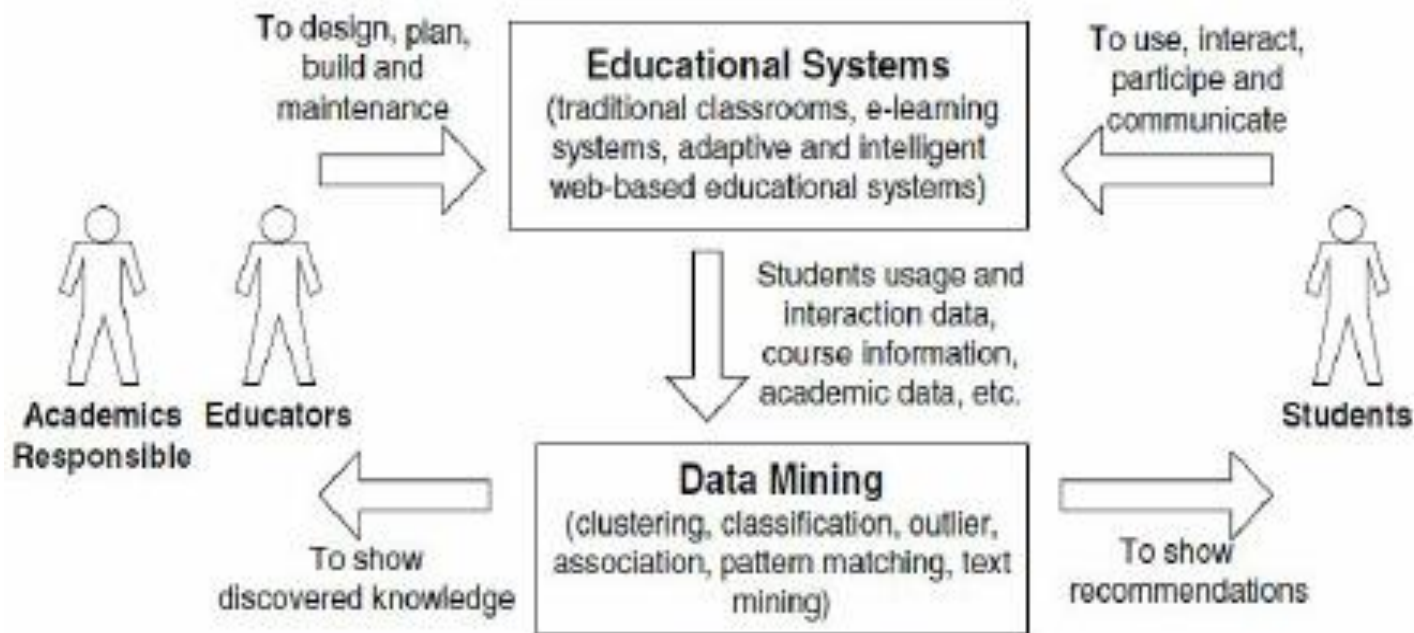 To design, plan,
build and
maintenance
Educational Systems
(traditional classrooms, e-learning
systems, adaptive and intelligent
web-based educational systems)
To use, interact,
participe and
communicate
Students usage and
interaction data,
course information,
academic data, etc.
Academics
Responsible
Educators
Students
Data Mining
(clustering, classification, outlier,
association, pattern matching, text
mining)
To show
discovered knowledge
To show
recommendations